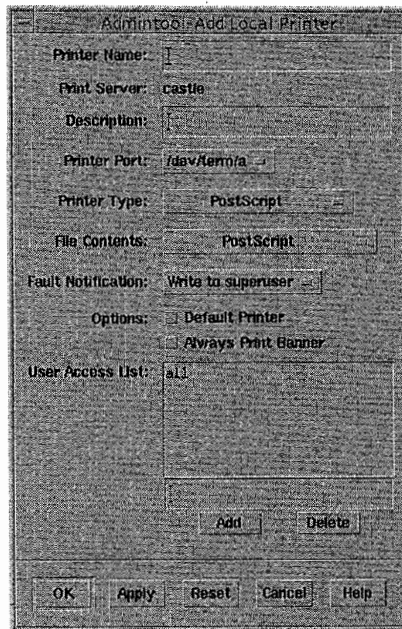 Admintool: Add Local Printer
Printer Name:
Print Server: castle
Description:
Printer Port: /dev/term/a
Printer Type: PostScript
File Contents: PostScript
Fault Notification: Write to superuser
Options: Default Printer
Always Print Banner
User Access List: all
Add Delete
OK Apply Reset Cancel Help